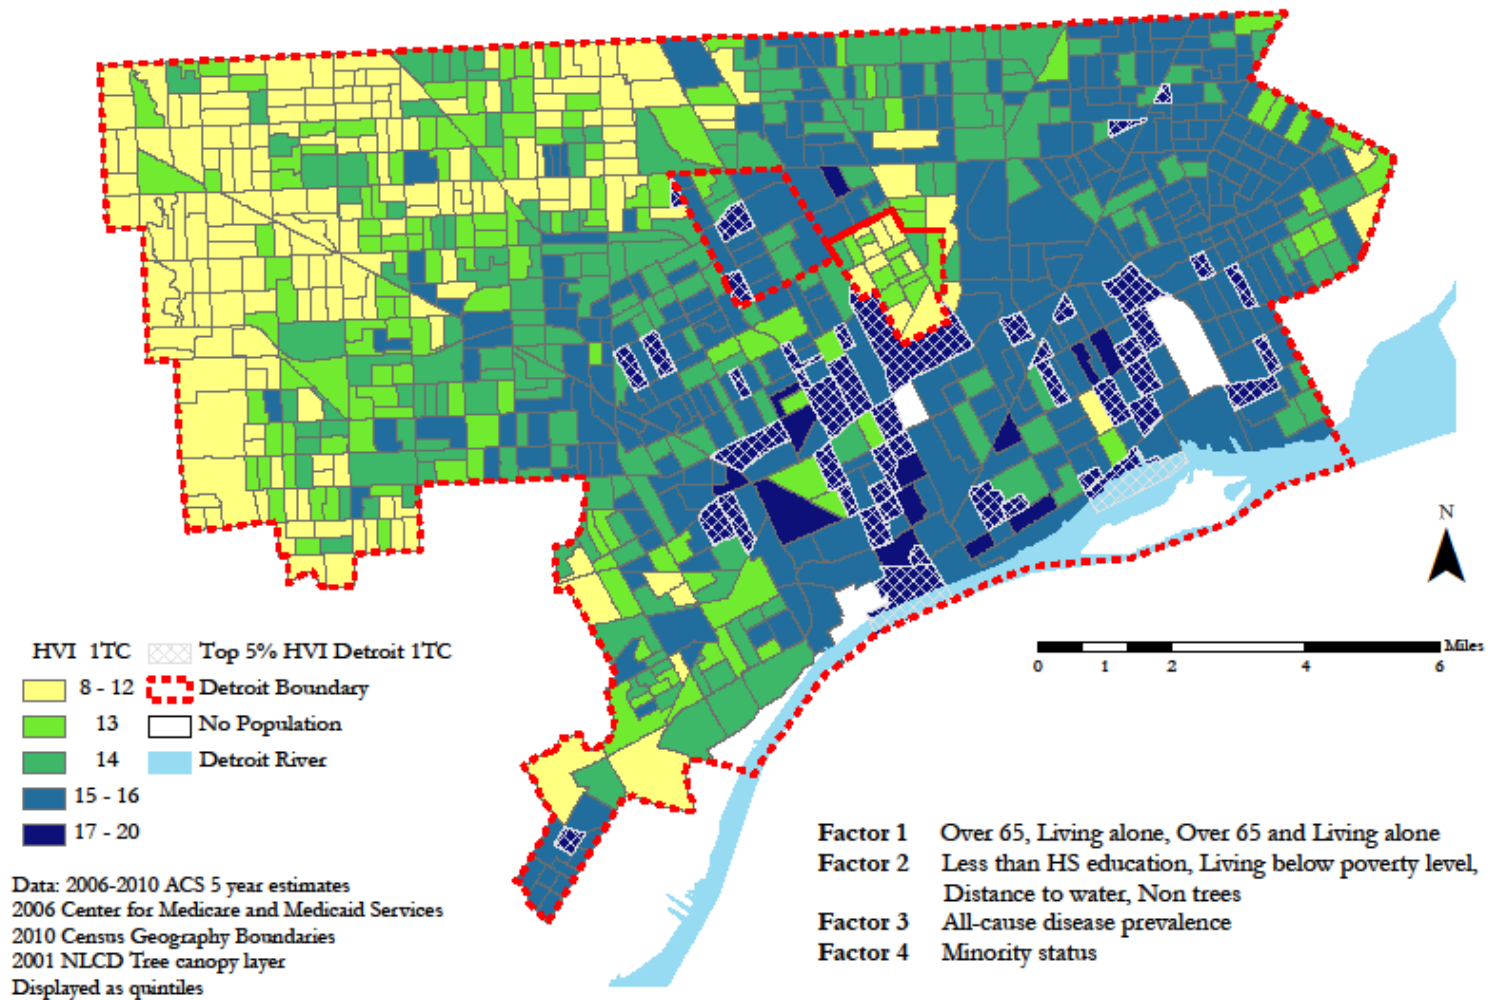 N
Miles
0 1 2 4 6
HVI 1TC
Top 5% HVI Detroit 1TC
8 - 12
Detroit Boundary
13
No Population
14
Detroit River
15 - 16
17 - 20
Factor 1 Over 65, Living alone, Over 65 and Living alone
Factor 2 Less than HS education, Living below poverty level,
Distance to water, Non trees
Factor 3 All-cause disease prevalence
Factor 4 Minority status
Data: 2006-2010 ACS 5 year estimates
2006 Center for Medicare and Medicaid Services
2010 Census Geography Boundaries
2001 NLCD Tree canopy layer
Displayed as quintiles